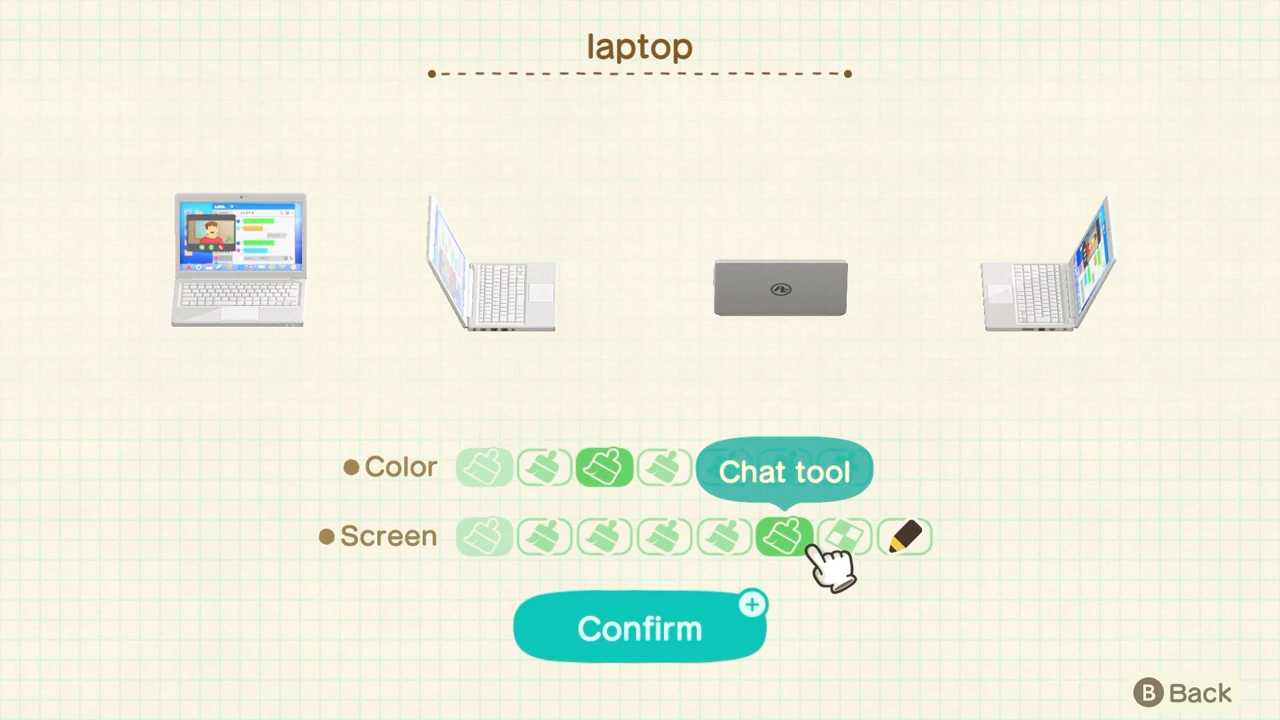 laptop
Color
Chat tool
Screen
Confirm
B Back